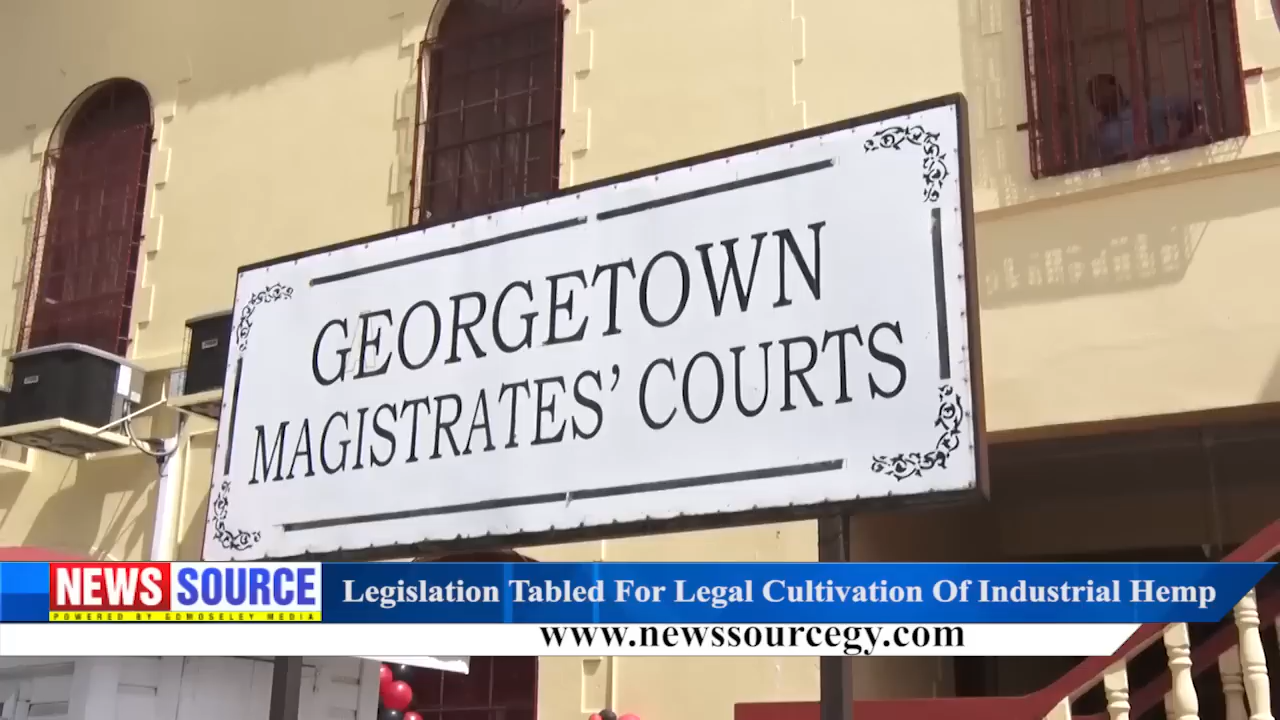 GEORGETOWN
MAGISTRATES' COURTS
NEWS SOURCE
POWERED BY GDMOSELEY MEDIA
Legislation Tabled For Legal Cultivation Of Industrial Hemp
www.newssourcegy.com